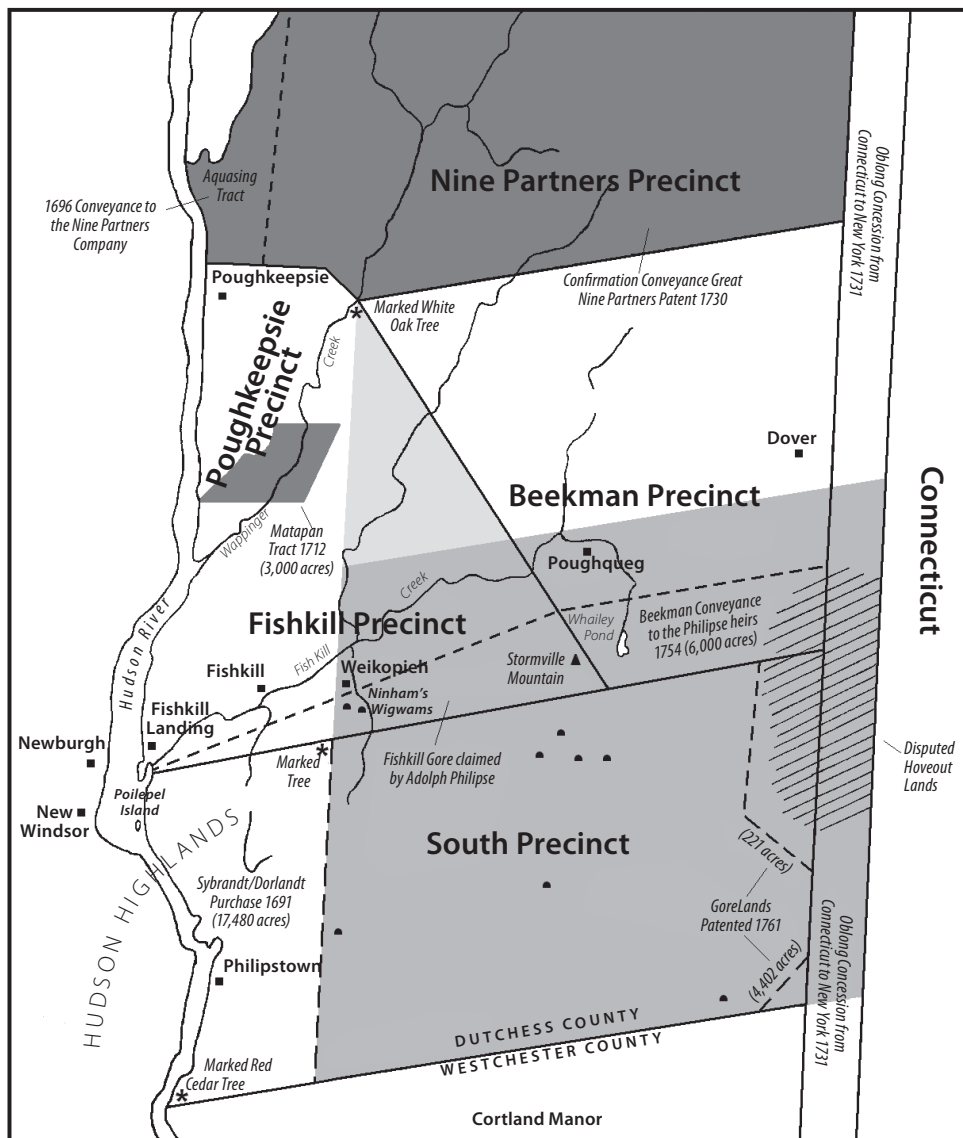 Aquasing
Tract
Nine Partners Precinct
1696 Conveyance to
the Nine Partners
Company
Oblong Concession from
Connecticut to New York 1731
Poughkeepsie
Confirmation Conveyance Great
Nine Partners Patent 1730
*
Marked White
Oak Tree
Creek
Poughkeepsie
Precinct
Dover
Connecticut
Beekman Precinct
Wappinger
Matapan
Tract 1712
(3,000 acres)
Poughqueg
Creek
Hudson River
Fishkill Precinct
Whailey
Pond
Beekman Conveyance
to the Philipse heirs
1754 (6,000 acres)
Fish Kill
Weikopieh
Stormville
Mountain
Fishkill
Ninham's
Wigwams
Fishkill
Landing
Newburgh
*
Marked
Tree
Fishkill Gore claimed
by Adolph Philipse
Disputed
Hoveout
Lands
Poilepel
Island
New
Windsor
HUDSON HIGHLANDS
South Precinct
(221 acres)
Sybrandt/Dorlandt
Purchase 1691
(17,480 acres)
GoreLands
Patented 1761
Oblong Concession from
Connecticut to New York 1731
Philipstown
(4,402 acres)
DUTCHESS COUNTY
WESTCHESTER COUNTY
Marked Red
Cedar Tree
*
Cortland Manor